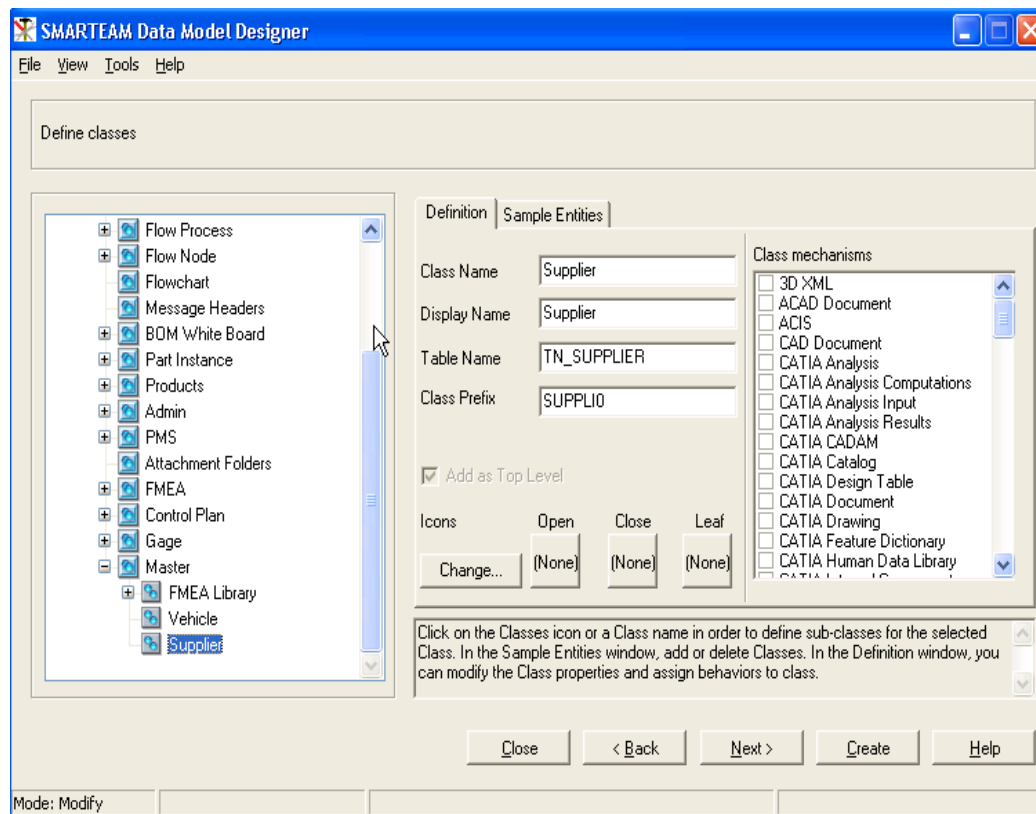 SMARTEAM Data Model Designer
File View Tools Help
Define classes
Flow Process
Flow Node
Flowchart
Message Headers
BOM White Board
Part Instance
Products
Admin
PMS
Attachment Folders
FMEA
Control Plan
Gage
Master
FMEA Library
Vehicle
Supplier
Definition Sample Entities
Class Name Supplier
Display Name Supplier
Table Name TN_SUPPLIER
Class Prefix SUPPLI0
Add as Top Level
Icons Open Close Leaf
Change... (None) (None) (None)
Class mechanisms
3D XML
ACAD Document
ACIS
CAD Document
CATIA Analysis
CATIA Analysis Computations
CATIA Analysis Input
CATIA Analysis Results
CATIA CADAM
CATIA Catalog
CATIA Design Table
CATIA Document
CATIA Drawing
CATIA Feature Dictionary
CATIA Human Data Library
Click on the Classes icon or a Class name in order to define sub-classes for the selected
Class. In the Sample Entities window, add or delete Classes. In the Definition window, you
can modify the Class properties and assign behaviors to class.
Close < Back Next > Create Help
Mode: Modify